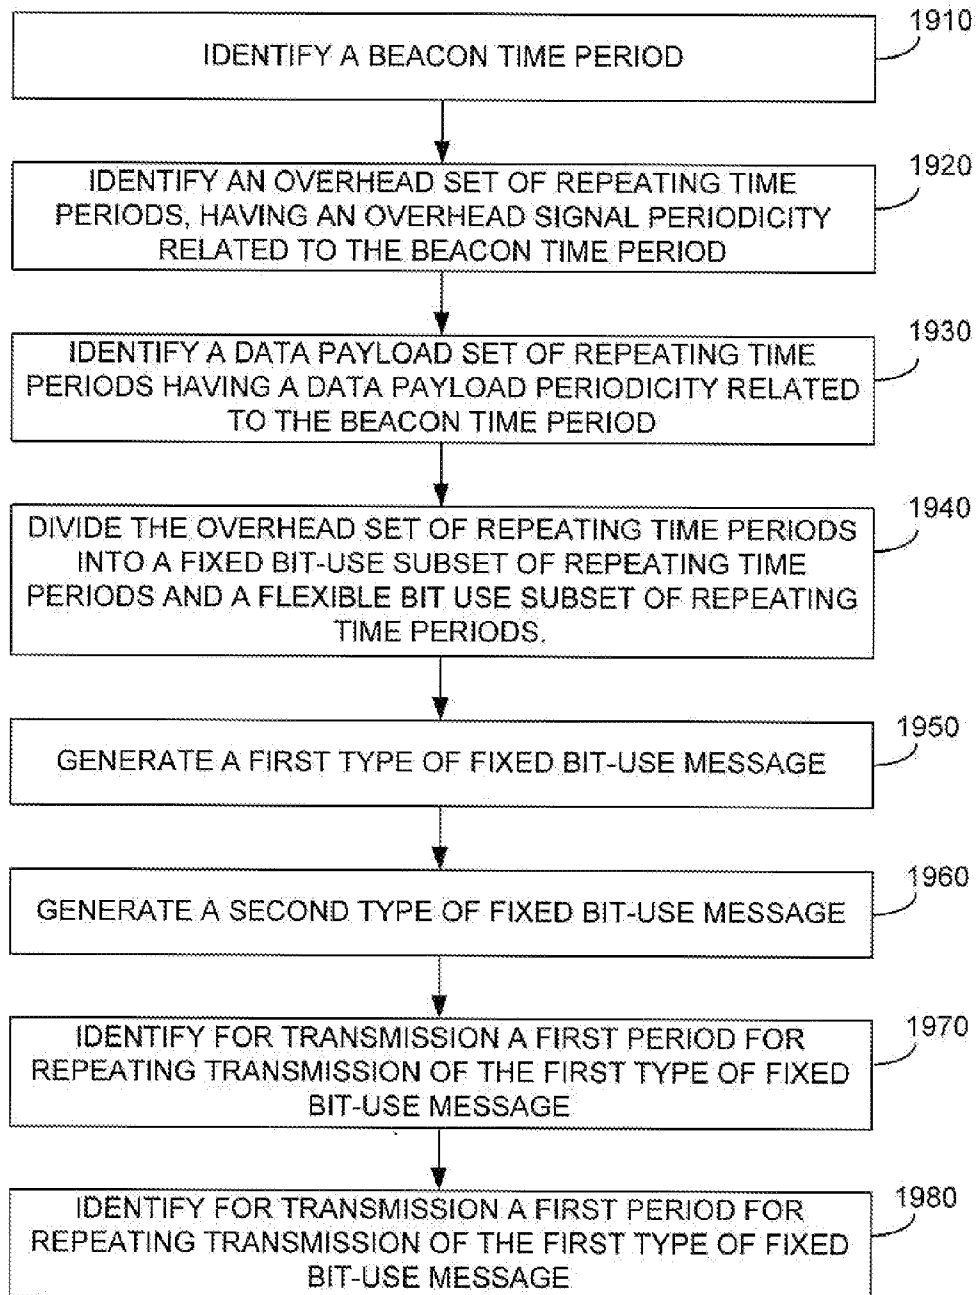 1910
IDENTIFY A BEACON TIME PERIOD
1920
IDENTIFY AN OVERHEAD SET OF REPEATING TIME
PERIODS, HAVING AN OVERHEAD SIGNAL PERIODICITY
RELATED TO THE BEACON TIME PERIOD
1930
IDENTIFY A DATA PAYLOAD SET OF REPEATING TIME
PERIODS HAVING A DATA PAYLOAD PERIODICITY RELATED
TO THE BEACON TIME PERIOD
1940
DIVIDE THE OVERHEAD SET OF REPEATING TIME PERIODS
INTO A FIXED BIT-USE SUBSET OF REPEATING TIME
PERIODS AND A FLEXIBLE BIT USE SUBSET OF REPEATING
TIME PERIODS.
1950
GENERATE A FIRST TYPE OF FIXED BIT-USE MESSAGE
1960
GENERATE A SECOND TYPE OF FIXED BIT-USE MESSAGE
1970
IDENTIFY FOR TRANSMISSION A FIRST PERIOD FOR
REPEATING TRANSMISSION OF THE FIRST TYPE OF FIXED
BIT-USE MESSAGE
1980
IDENTIFY FOR TRANSMISSION A FIRST PERIOD FOR
REPEATING TRANSMISSION OF THE FIRST TYPE OF FIXED
BIT-USE MESSAGE